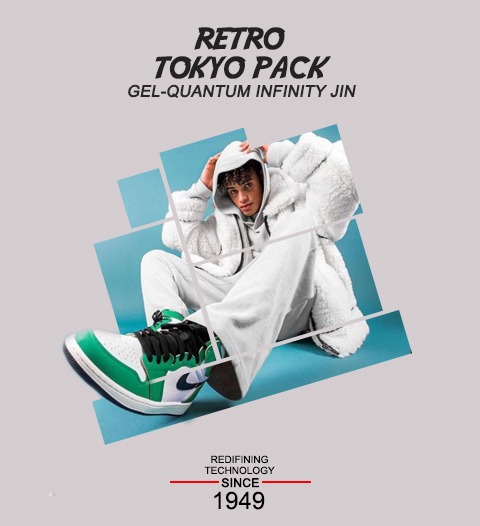 RETRO
TOKYO PACK
GEL-QUANTUM INFINITY JIN
REDIFINING
TECHNOLOGY
SINCE
1949